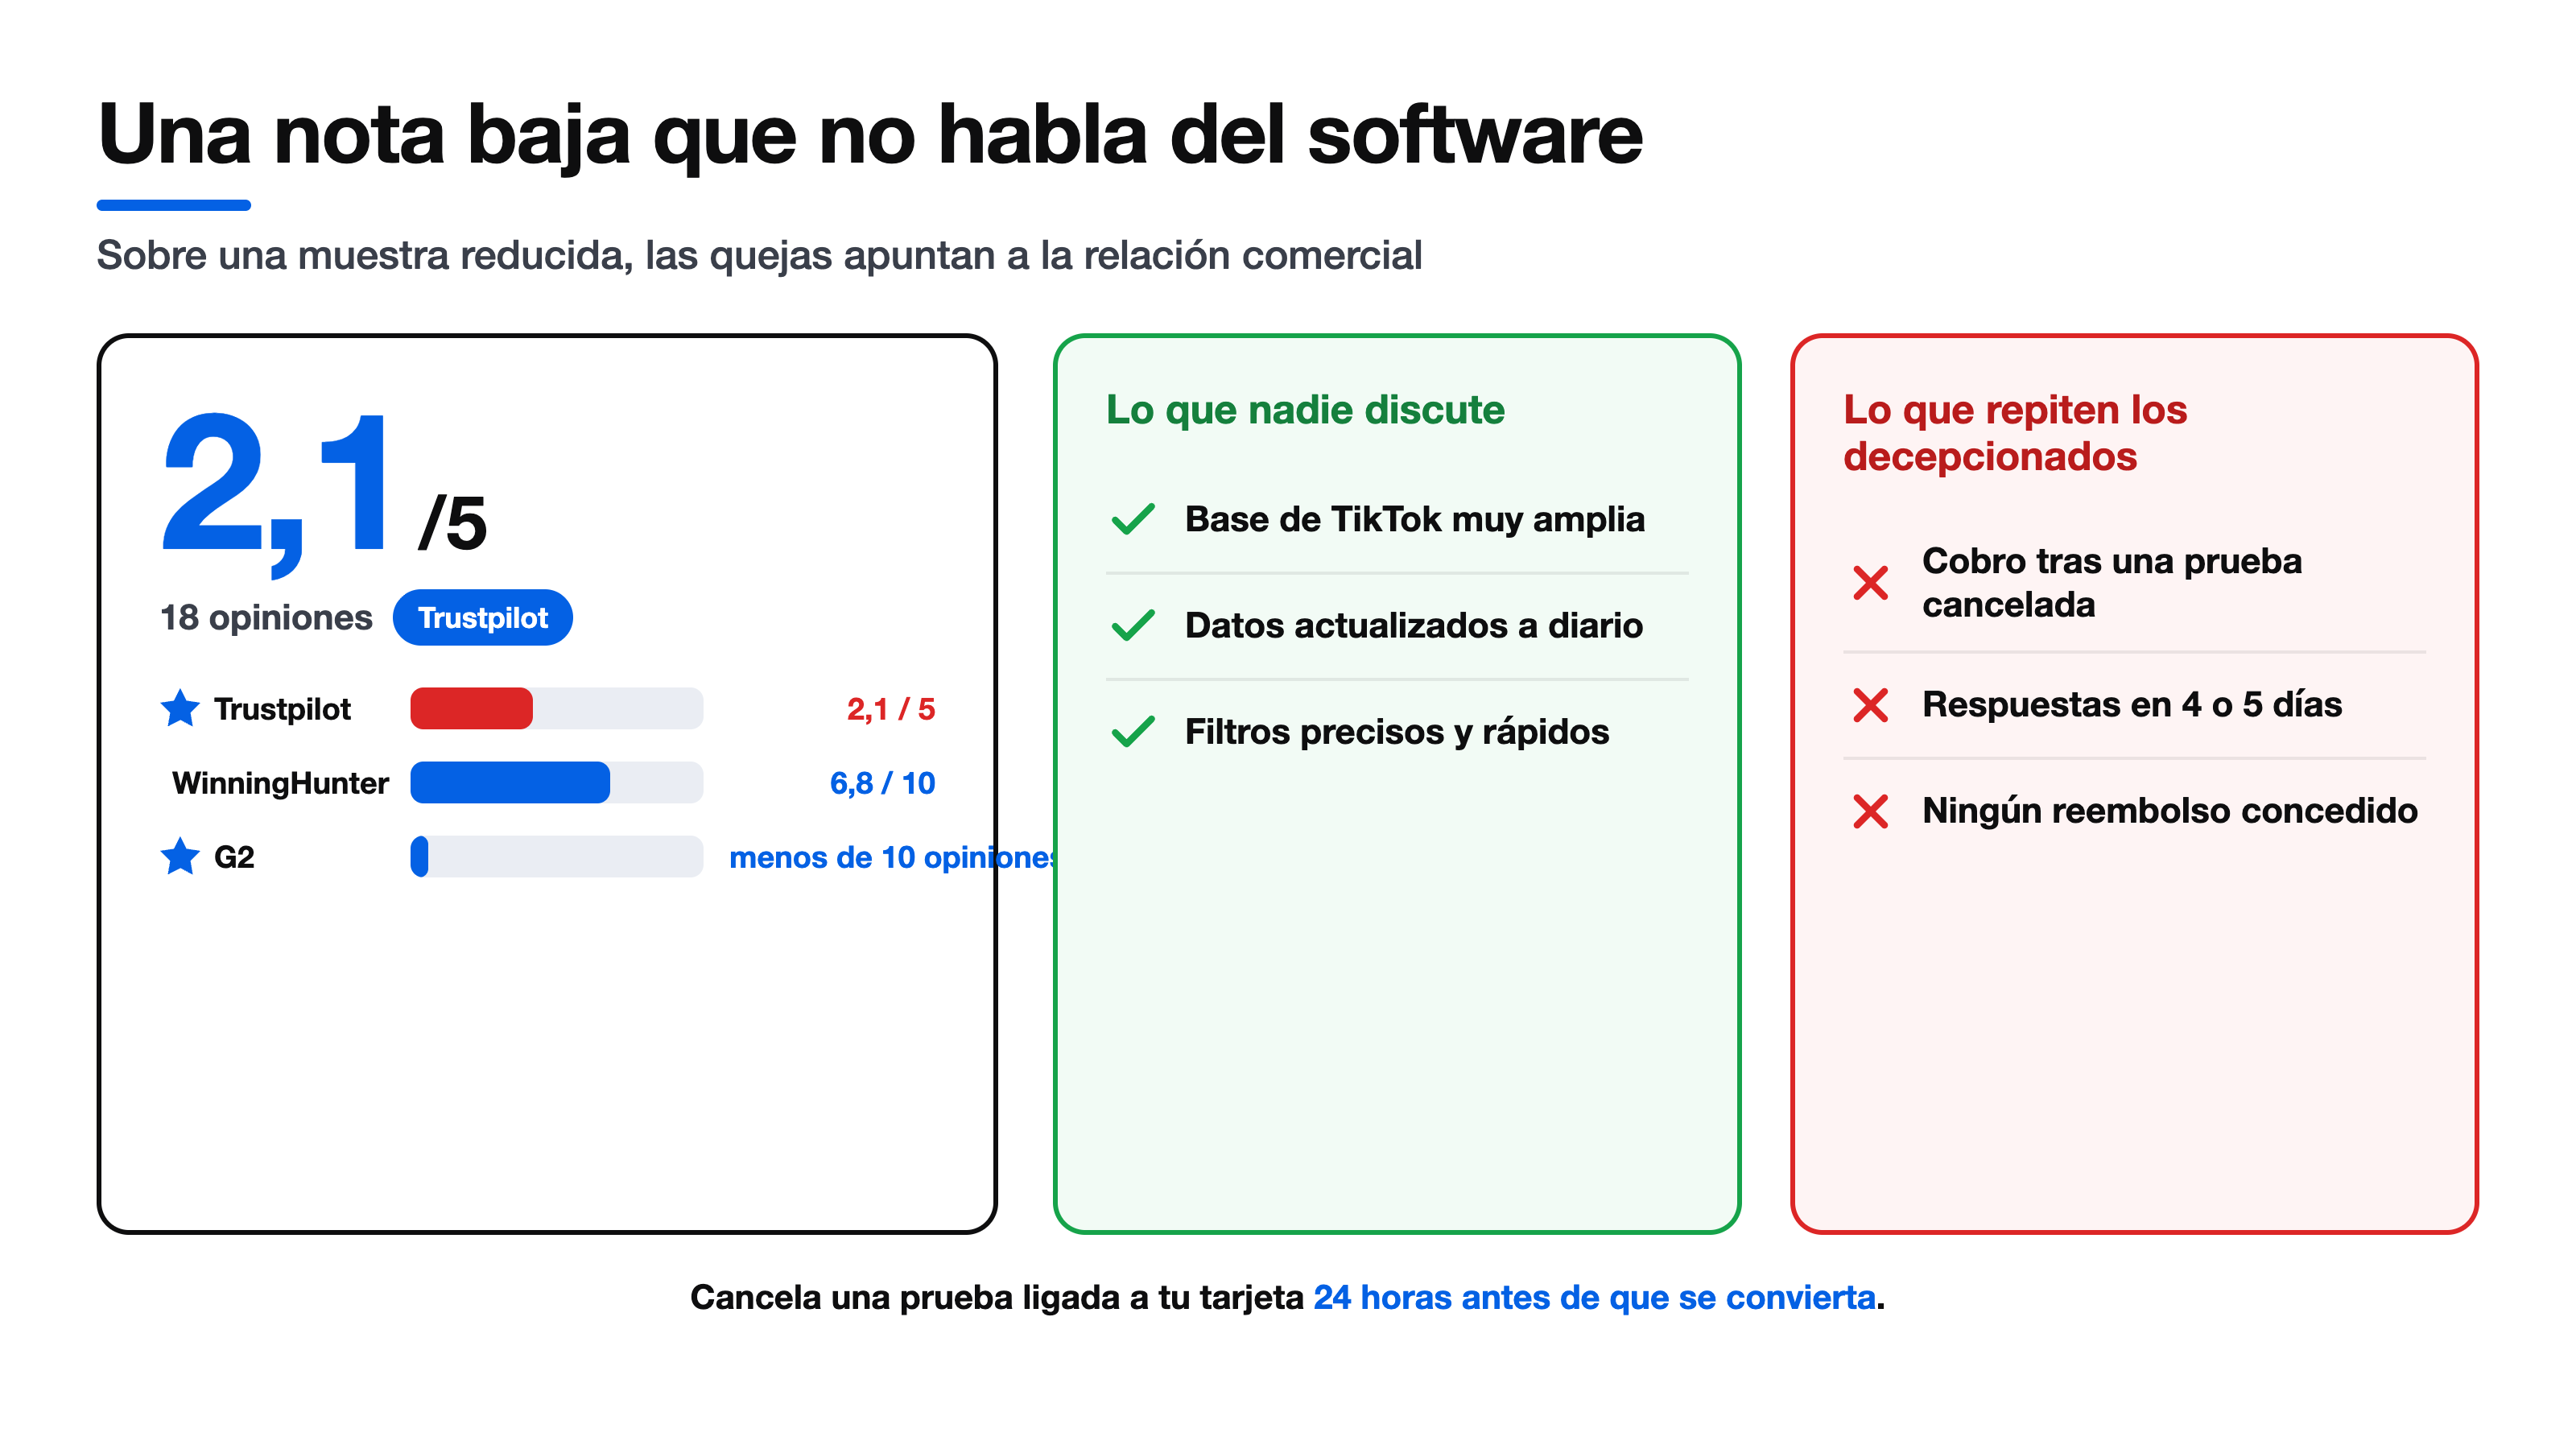 Una nota baja que no habla del software
Sobre una muestra reducida, las quejas apuntan a la relación comercial
2,1 /5
18 opiniones Trustpilot
Trustpilot 2,1 / 5
WinningHunter 6,8 / 10
G2 menos de 10 opiniones
Lo que nadie discute
Base de TikTok muy amplia
Datos actualizados a diario
Filtros precisos y rápidos
Lo que repiten los
decepcionados
Cobro tras una prueba
cancelada
Respuestas en 4 o 5 días
Ningún reembolso concedido
Cancela una prueba ligada a tu tarjeta 24 horas antes de que se convierta.